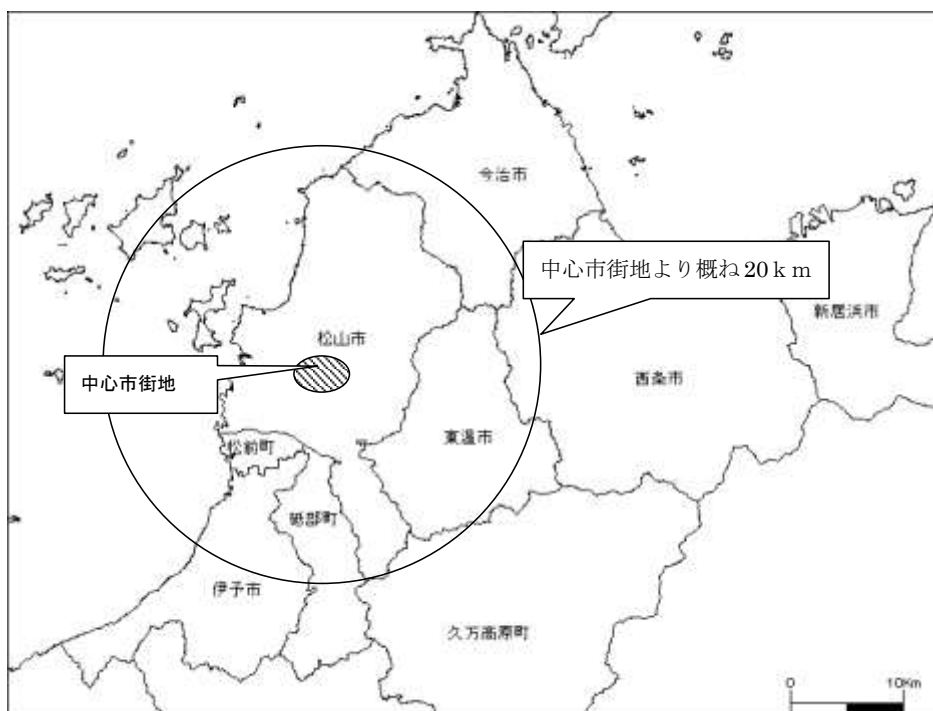 今治市
中心市街地より概ね20km
新居浜市
松山市
中心市街地
西条市
東温市
松前町
砥部町
伊予市
久万高原町
0 10Km